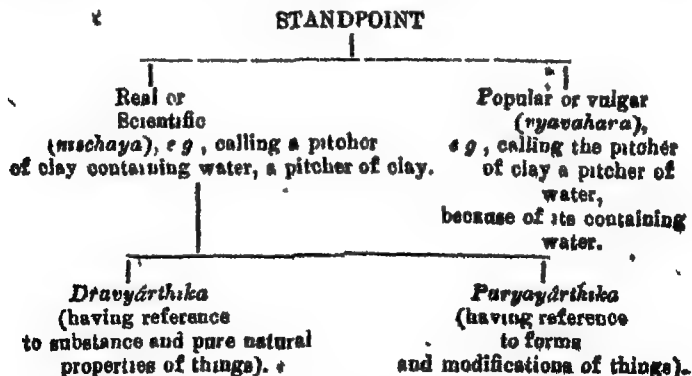 STANDPOINT
Real or
Scientific
(nischaya), e g, calling a pitcher
of clay containing water, a pitcher of clay.
Popular or vulgar
(vyavahara),
e g, calling the pitcher
of clay a pitcher of
water,
because of its containing
water.
Dravyârthika
(having reference
to substance and pure natural
properties of things).
Paryayârthika
(having reference
to forms
and modifications of things).